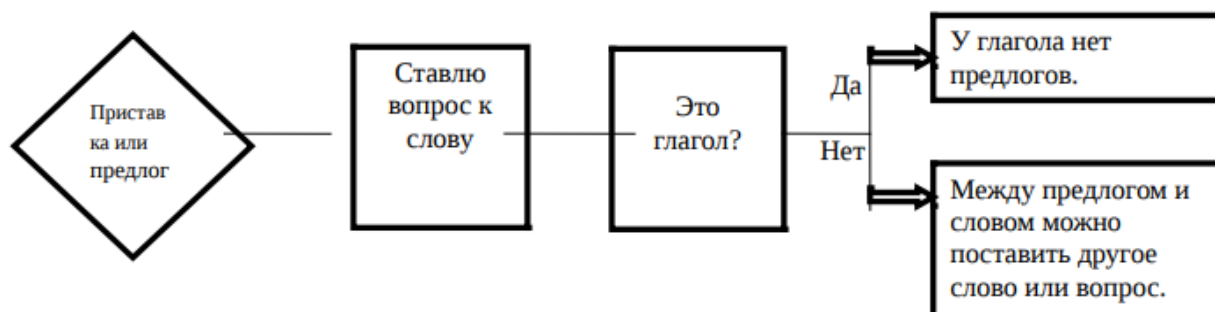 Пристав
ка или
предлог
Ставлю
вопрос к
слову
Это
глагол?
Да
Нет
У глагола нет
предлогов.
Между предлогом и
словом можно
поставить другое
слово или вопрос.